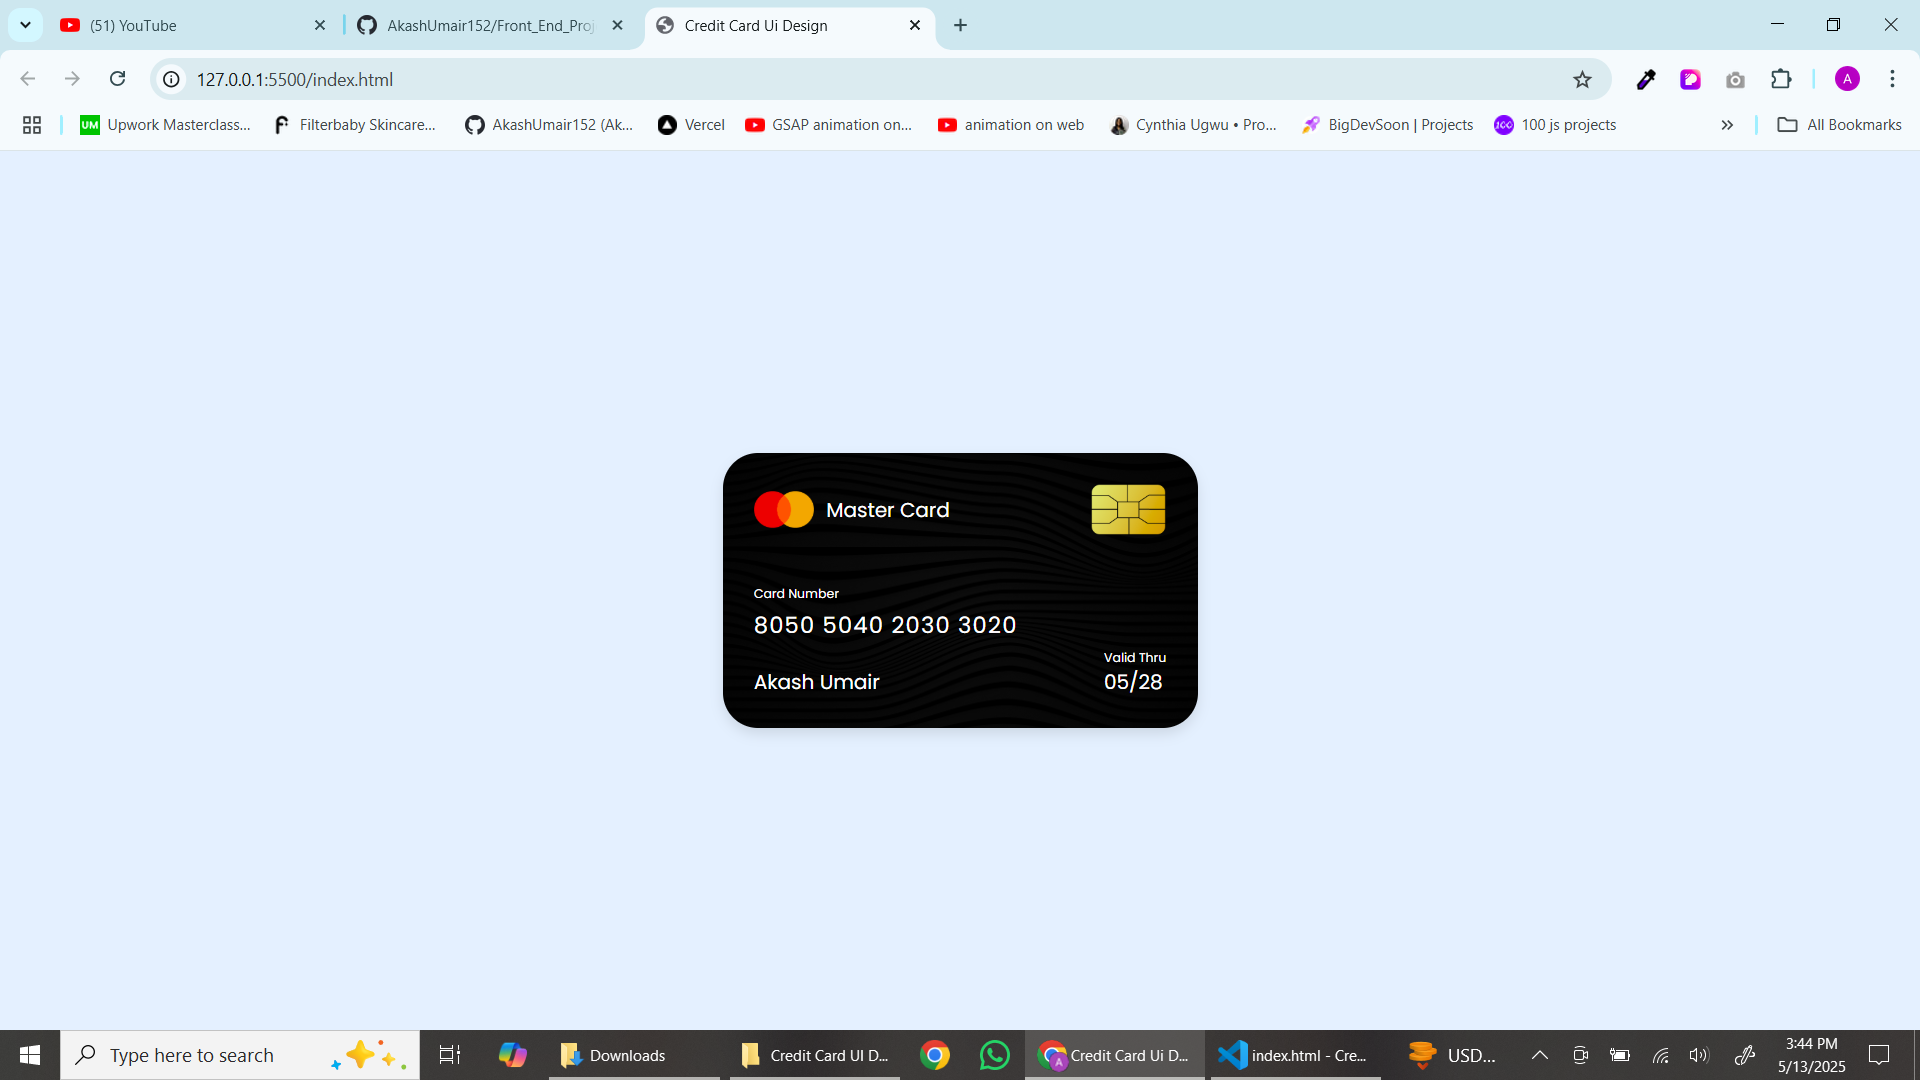 (51) YouTube
AkashUmair152/Front_End_Proj
Credit Card Ui Design
127.0.0.1:5500/index.html
A
UM
Upwork Masterclass...
Filterbaby Skincare...
AkashUmair152 (Ak...
Vercel
GSAP animation on...
animation on web
Cynthia Ugwu • Pro...
BigDevSoon | Projects
100
100 js projects
All Bookmarks
Master Card
Card Number
8050 5040 2030 3020
Valid Thru
Akash Umair
05/28
Type here to search
Downloads
Credit Card UI D...
A
Credit Card Ui D...
index.html - Cre...
USD...
3:44 PM
5/13/2025